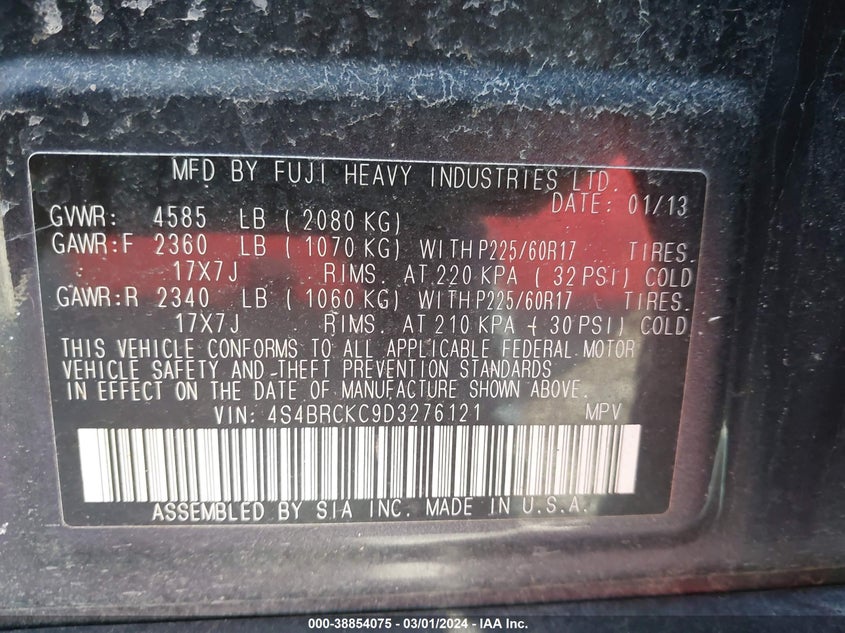 MFD BY FUJI HEAVY INDUSTRIES LTD.
DATE: 01/13
GVWR: 4585 LB ( 2080 KG)
GAWR:F 2360 LB ( 1070 KG) WITHP225/60R17 TIRES.
17X7J RIMS. AT 220 KPA ( 32 PSI) COLD
GAWR:R 2340 LB ( 1060 KG) WITHP225/60R17 TIRES.
17X7J RIMS. AT 210 KPA ( 30 PSI) COLD
THIS VEHICLE CONFORMS TO ALL APPLICABLE FEDERAL MOTOR
VEHICLE SAFETY AND THEFT PREVENTION STANDARDS
IN EFFECT ON THE DATE OF MANUFACTURE SHOWN ABOVE.
VIN: 4S4BRCKC9D3276121 MPV
ASSEMBLED BY SIA INC. MADE IN U.S.A.
000-38854075 - 03/01/2024 - IAA Inc.